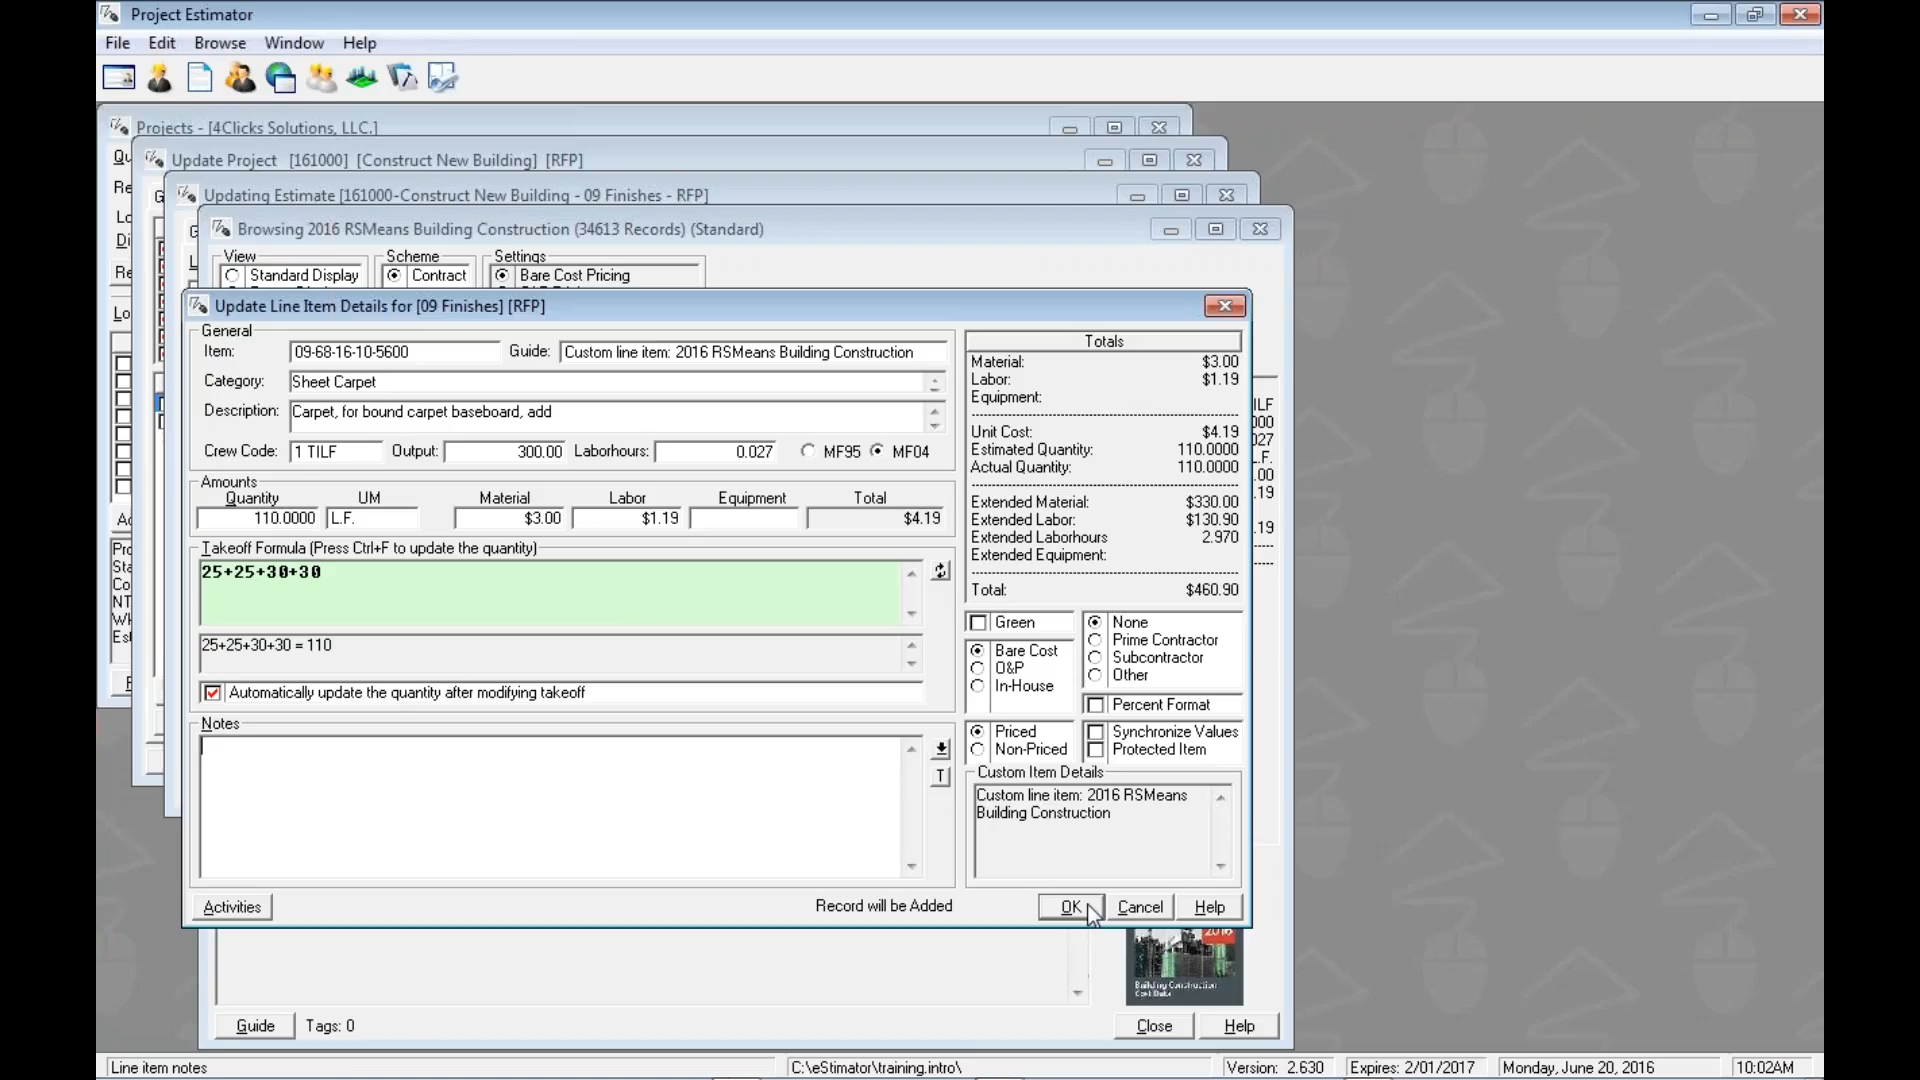 Project Estimator
File Edit Browse Window Help
Projects - [4Clicks Solutions, LLC.]
Update Project [161000] [Construct New Building] [RFP]
Updating Estimate [161000-Construct New Building - 09 Finishes - RFP]
Browsing 2016 RSMeans Building Construction (34613 Records) (Standard)
View Scheme Settings
Standard Display Contract Bare Cost Pricing
Update Line Item Details for [09 Finishes] [RFP]
General
Item: 09-68-16-10-5600 Guide: Custom line item: 2016 RSMeans Building Construction
Category: Sheet Carpet
Description: Carpet, for bound carpet baseboard, add
Crew Code: 1 TILF Output: 300.00 Laborhours: 0.027 MF95 MF04
Amounts
Quantity UM Material Labor Equipment Total
110.0000 L.F. $3.00 $1.19 $4.19
Takeoff Formula (Press Ctrl+F to update the quantity)
25+25+30+30
25+25+30+30 = 110
Automatically update the quantity after modifying takeoff
Notes
T
Activities
Record will be Added
Totals
Material: $3.00
Labor: $1.19
Equipment:
Unit Cost: $4.19
Estimated Quantity: 110.0000
Actual Quantity: 110.0000
Extended Material: $330.00
Extended Labor: $130.90
Extended Laborhours 2.970
Extended Equipment:
Total: $460.90
Green
Bare Cost
O&P
In-House
None
Prime Contractor
Subcontractor
Other
Percent Format
Priced
Non-Priced
Synchronize Values
Protected Item
Custom Item Details
Custom line item: 2016 RSMeans
Building Construction
OK Cancel Help
2016
Building Construction
Cost Data
Guide Tags: 0 Close Help
Line item notes C:\eStimator\training.intro\ Version: 2.630 Expires: 2/01/2017 Monday, June 20, 2016 10:02AM